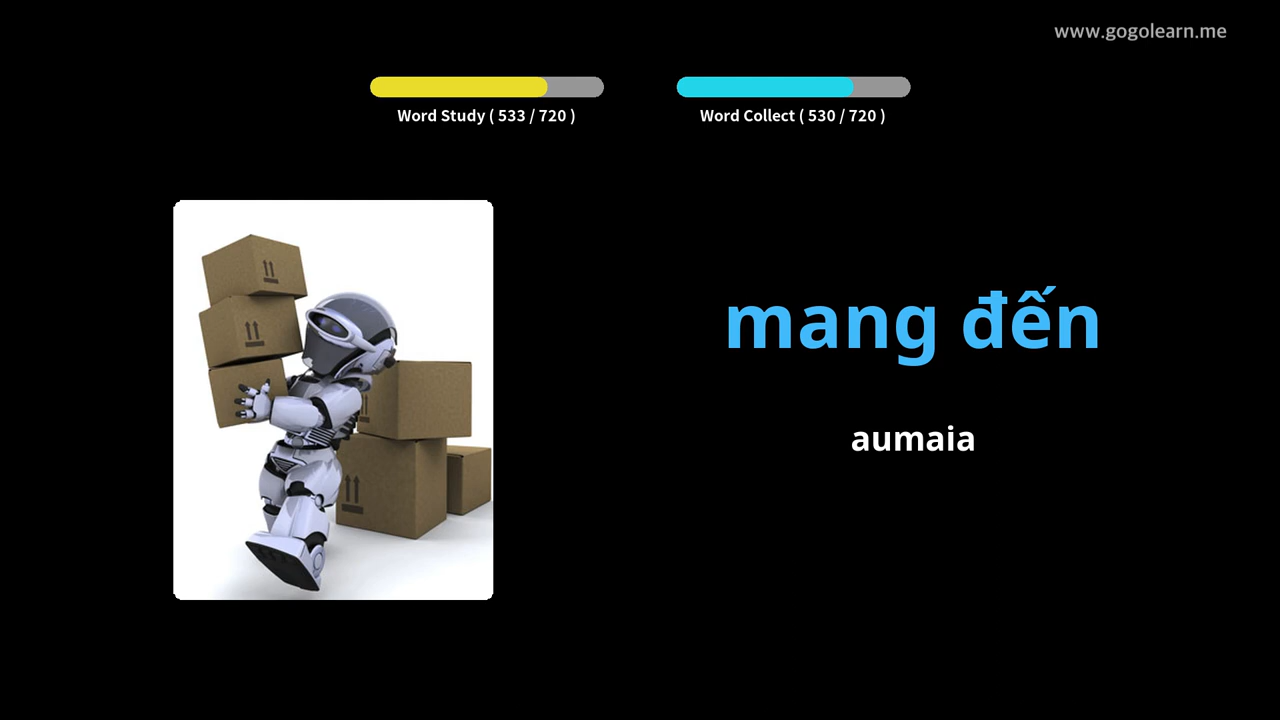 www.gogolearn.me
Word Study ( 533 / 720 )
Word Collect ( 530 / 720 )
mang đến
aumaia